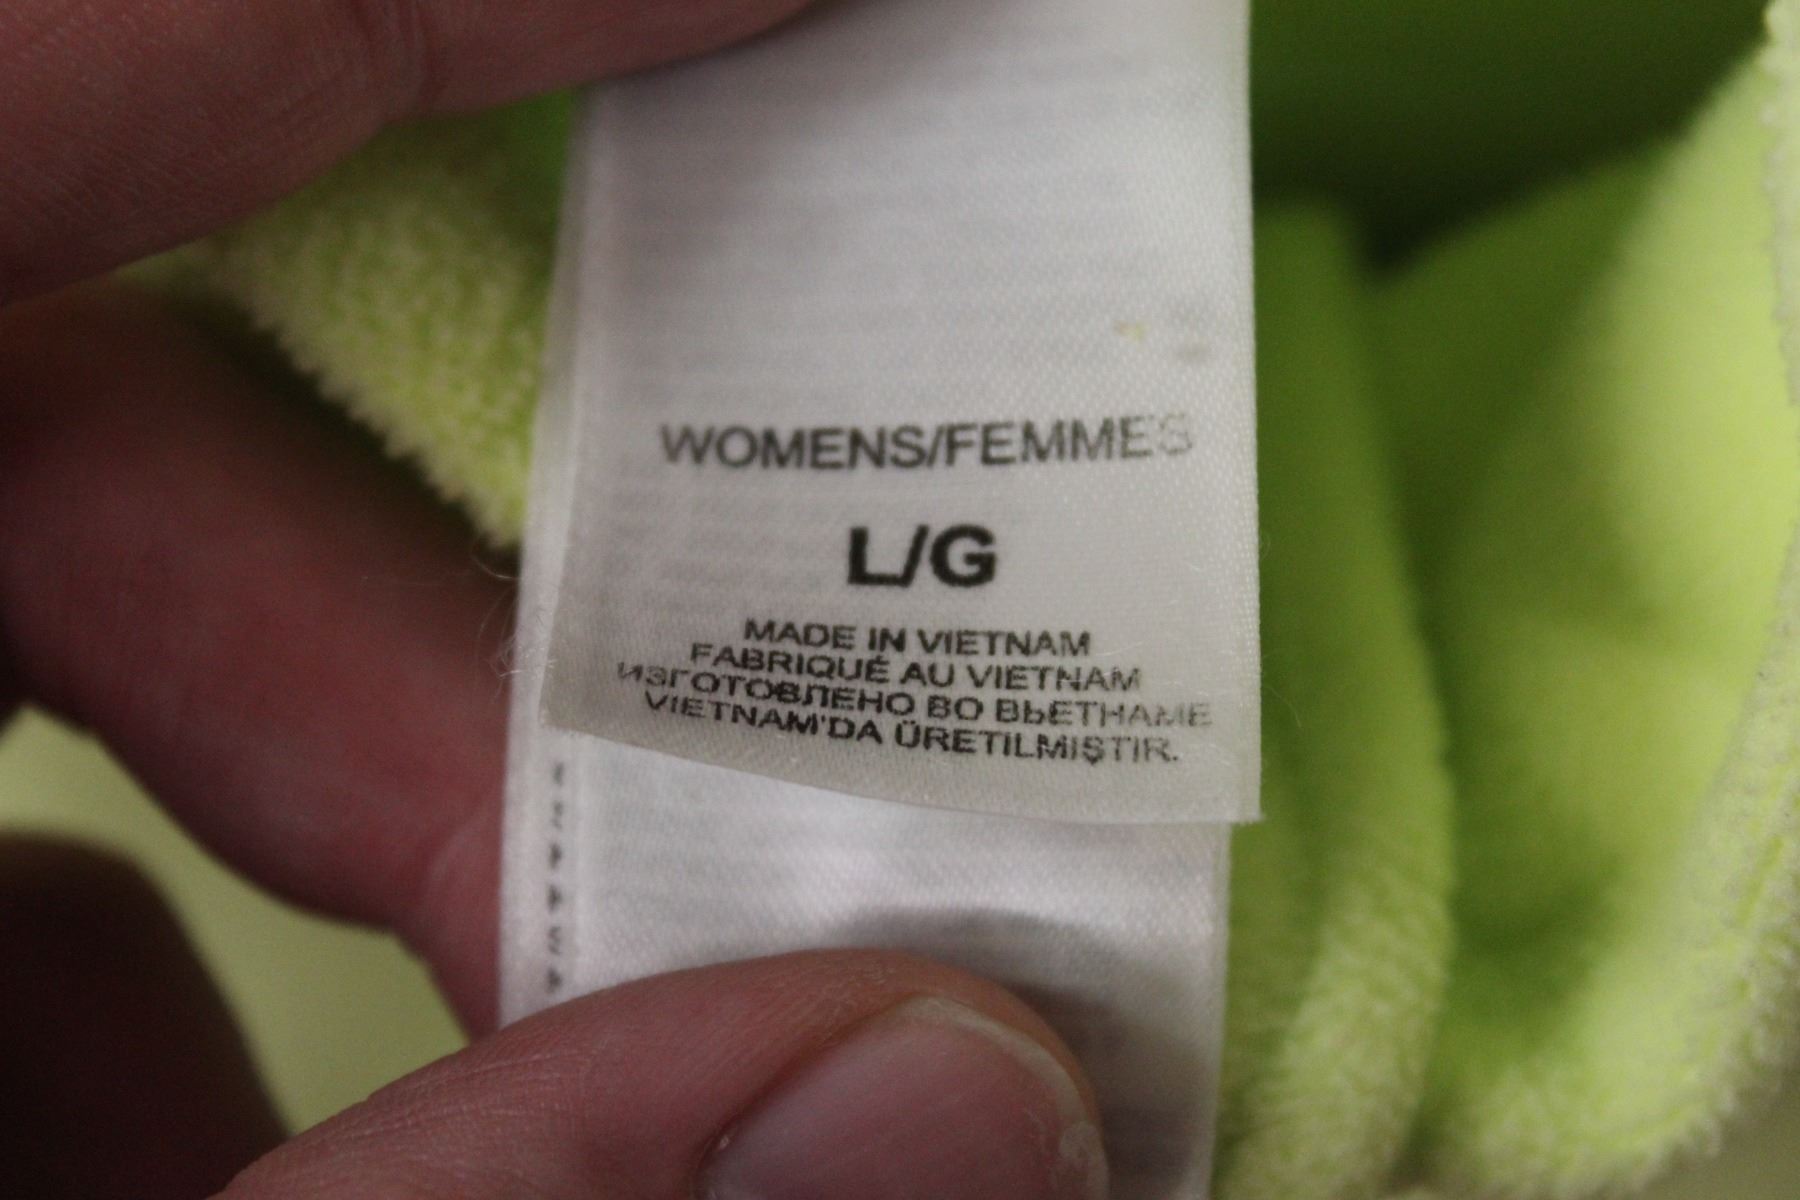 WOMENS/FEMMES
L/G
MADE IN VIETNAM
FABRIQUÉ AU VIETNAM
ИЗГОТОВЛЕНО ВО ВЬЕТНАМЕ
VIETNAM'DA ÜRETILMIŞTIR.